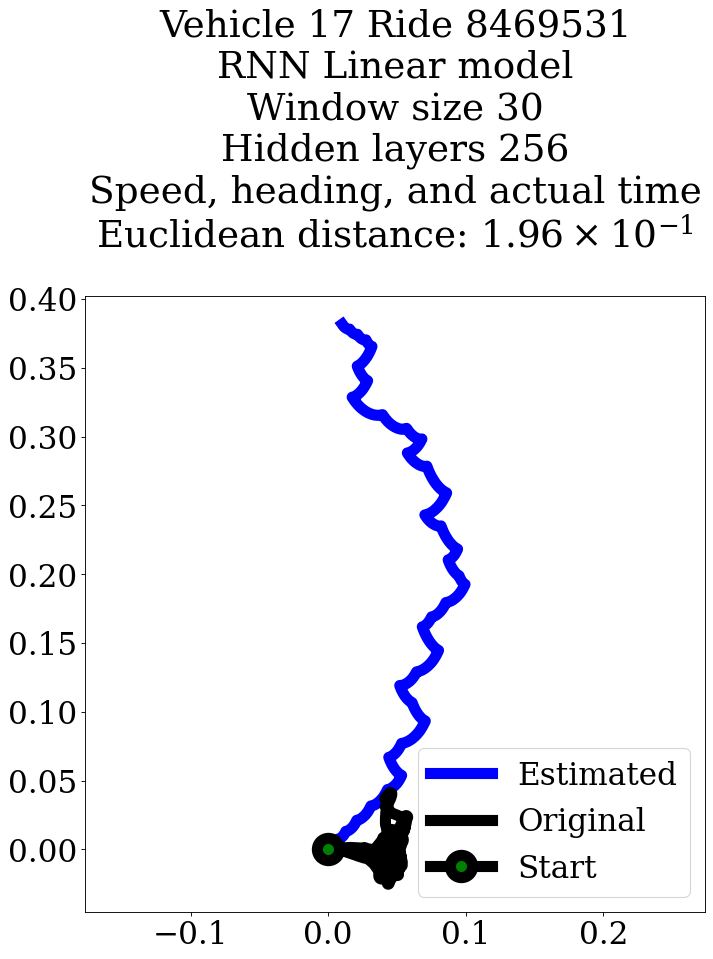 Vehicle 17 Ride 8469531
RNN Linear model
Window size 30
Hidden layers 256
Speed, heading, and actual time
Euclidean distance: 1.96 × 10⁻¹
0.40
0.35
0.30
0.25
0.20
0.15
0.10
0.05
0.00
Estimated
Original
Start
−0.1
0.0
0.1
0.2